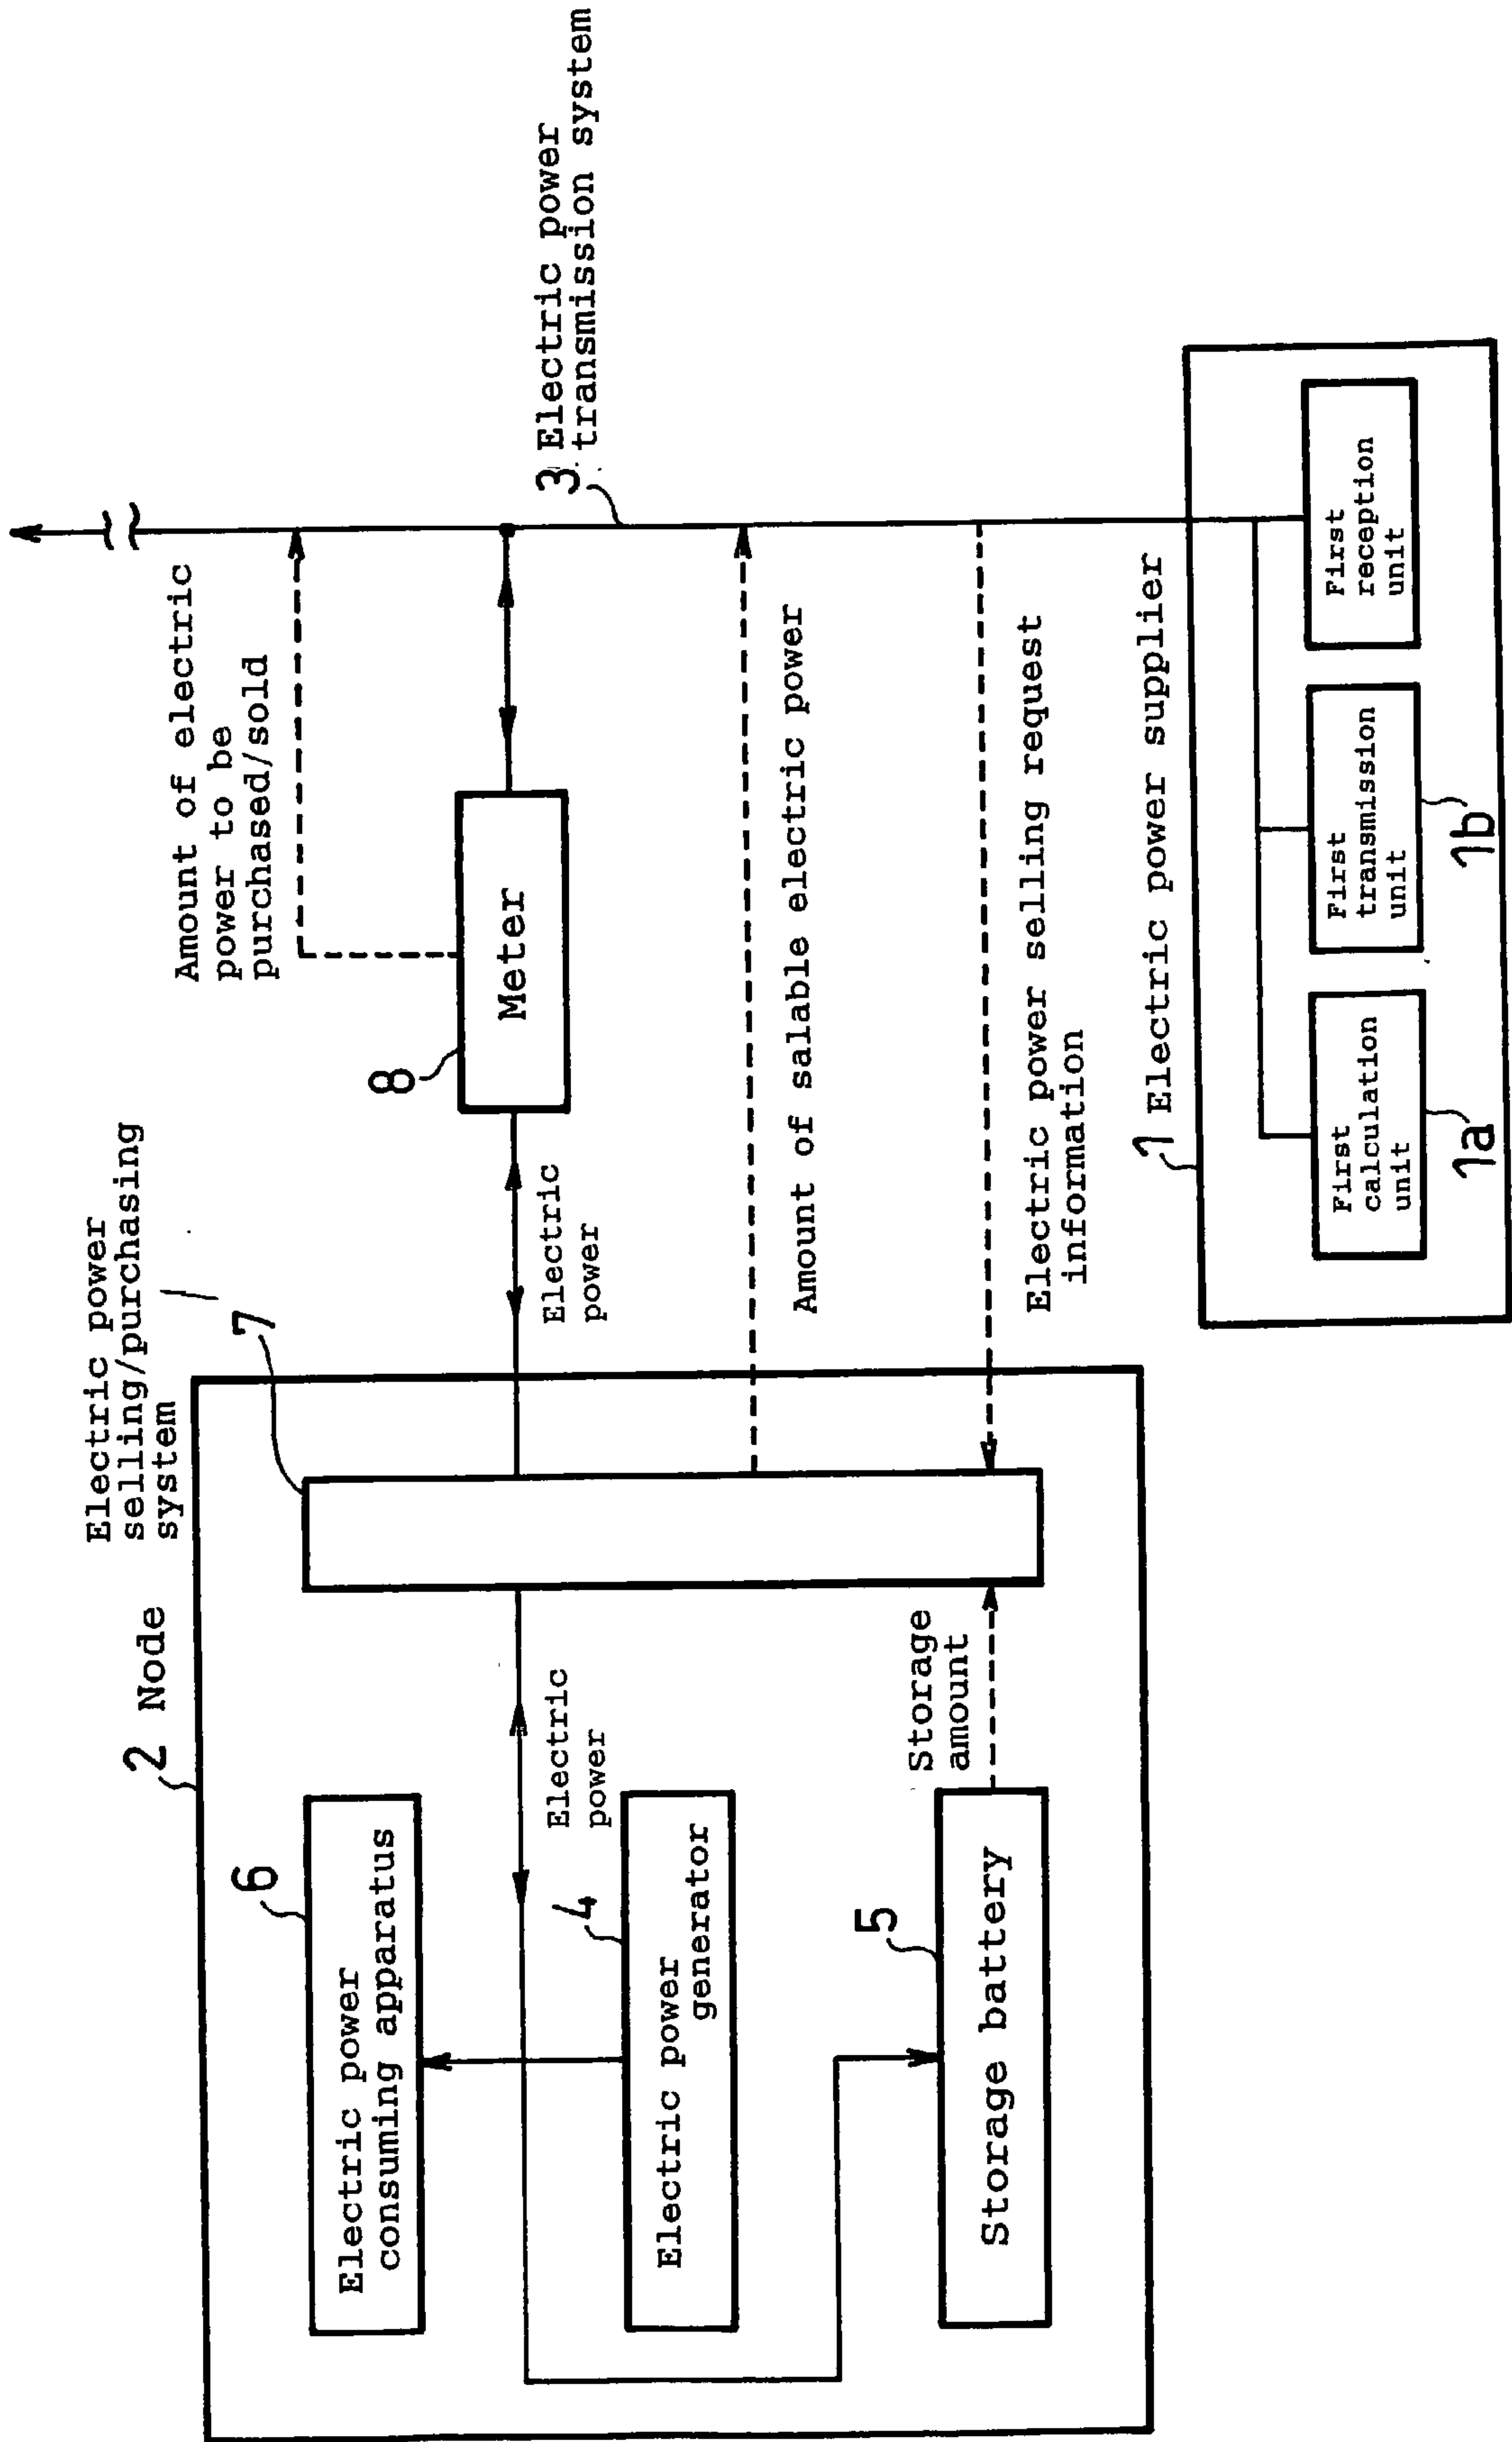 Electric power
selling/purchasing
system
7
2 Node
6
Electric power
consuming apparatus
Electric
power
4
Electric power
generator
5
Storage battery
Storage
amount
Amount of electric
power to be
purchased/sold
8
Meter
Electric
power
3 Electric power
transmission system
Amount of salable electric power
Electric power selling request
information
1 Electric power supplier
First
calculation
unit
1a
First
transmission
unit
1b
First
reception
unit